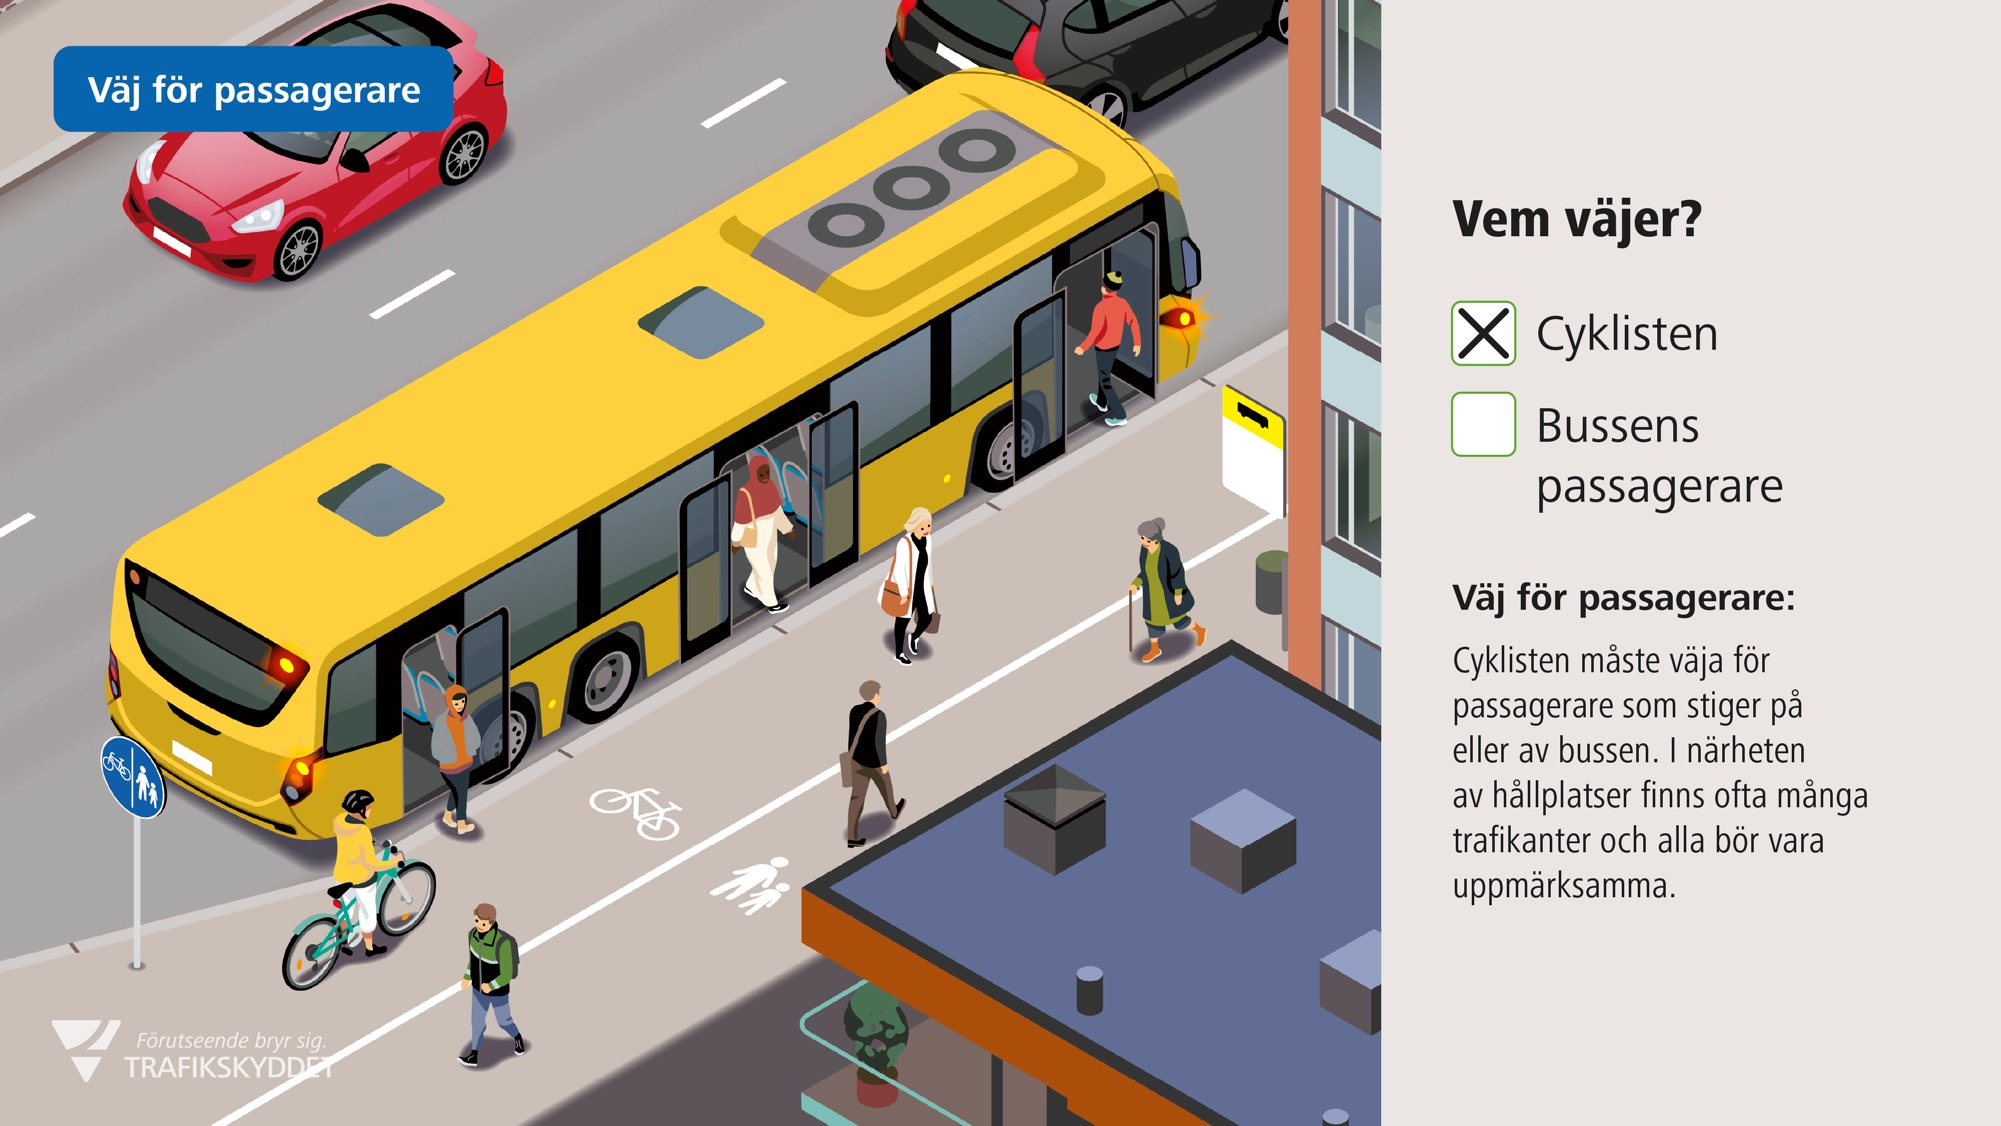 Väj för passagerare
Vem väjer?
Cyklisten
Bussens
passagerare
Väj för passagerare:
Cyklisten måste väja för
passagerare som stiger på
eller av bussen. I närheten
av hållplatser finns ofta många
trafikanter och alla bör vara
uppmärksamma.
Förutseende bryr sig.
TRAFIKSKYDDET